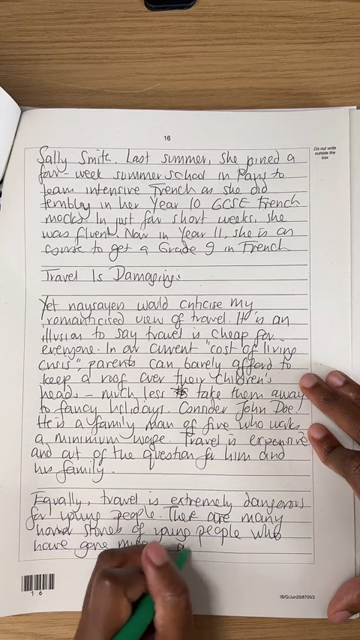 16
Do not write
outside the
box
Sally Smith. Last summer, she joined a
four-week summer school in Paris to
learn intensive French as she did
terribly in her Year 10 GCSE French
mocks. In just four short weeks, she
was fluent. Now in Year 11, she is on
course to get a Grade 9 in French
Travel Is Damaging:
Yet naysayers would criticise my
romanticised view of travel. It is an
illusion to say travel is cheap for
everyone. In our current "cost of living
crisis", parents can barely afford to
keep a roof over their children's
heads - much less take them away
to fancy holidays. Consider John Doe.
He is a family man of five who works
a minimum wage. Travel is expensive
and out of the question for him and
his family.
Equally, travel is extremely dangerous
for young people. There are many
horror stories of young people who
have gone
1 6
IB/G/Jun20/8700/2